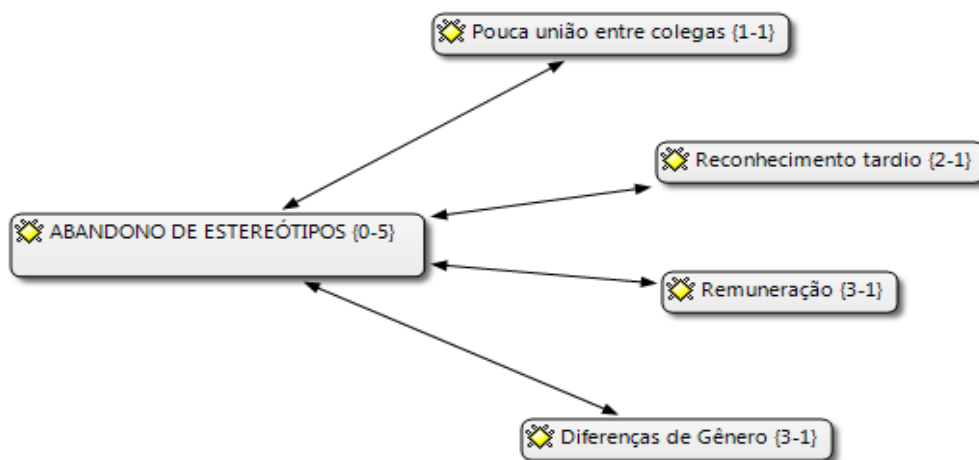 Pouca união entre colegas {1-1}
Reconhecimento tardio {2-1}
ABANDONO DE ESTEREÓTIPOS {0-5}
Remuneração {3-1}
Diferenças de Gênero {3-1}